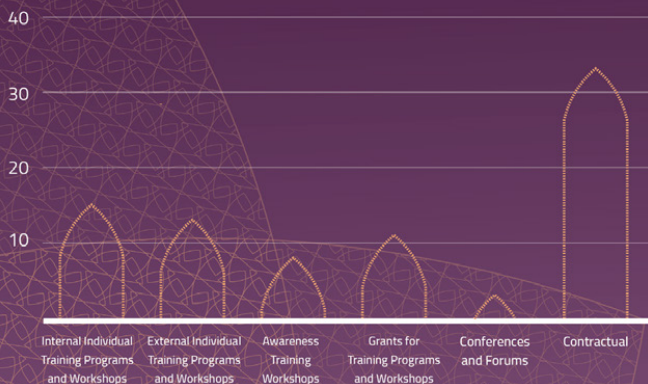 40
30
20
10
Internal Individual
Training Programs
and Workshops
External Individual
Training Programs
and Workshops
Awareness
Training
Workshops
Grants for
Training Programs
and Workshops
Conferences
and Forums
Contractual